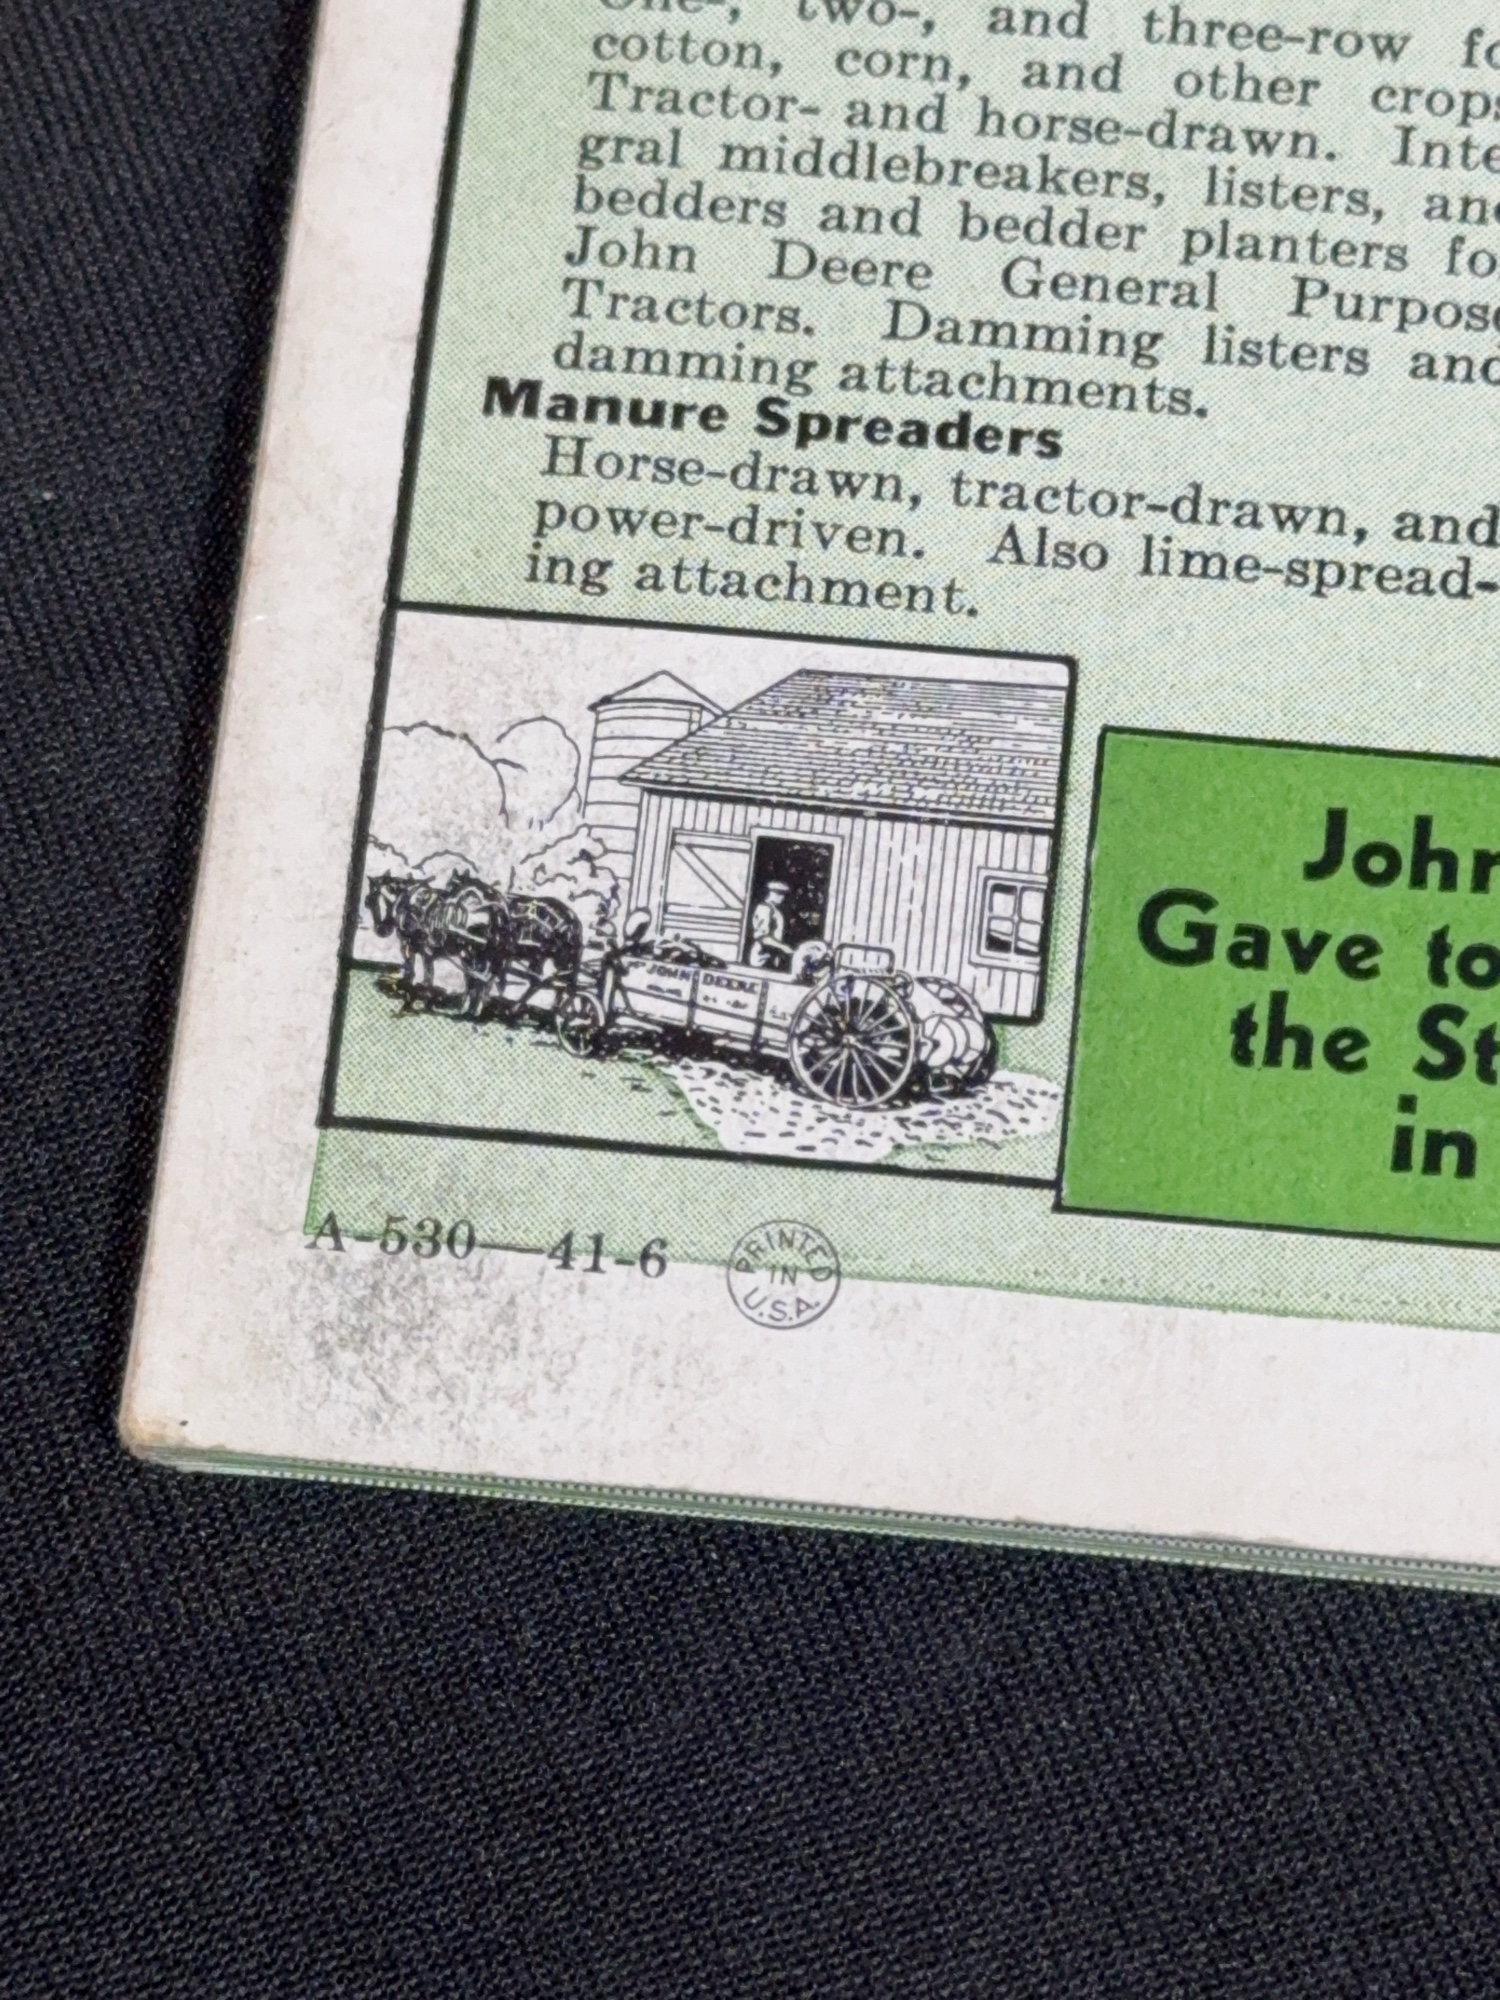 One-, two-, and three-row
cotton, corn, and other crops
Tractor- and horse-drawn. Inte
gral middlebreakers, listers, and
bedders and bedder planters fo
John Deere General Purpose
Tractors. Damming listers and
damming attachments.
Manure Spreaders
Horse-drawn, tractor-drawn, and
power-driven. Also lime-spread-
ing attachment.
JOHN DEERE
John
Gave to
the St
in
A-530—41-6
PRINTED
IN
U.S.A.